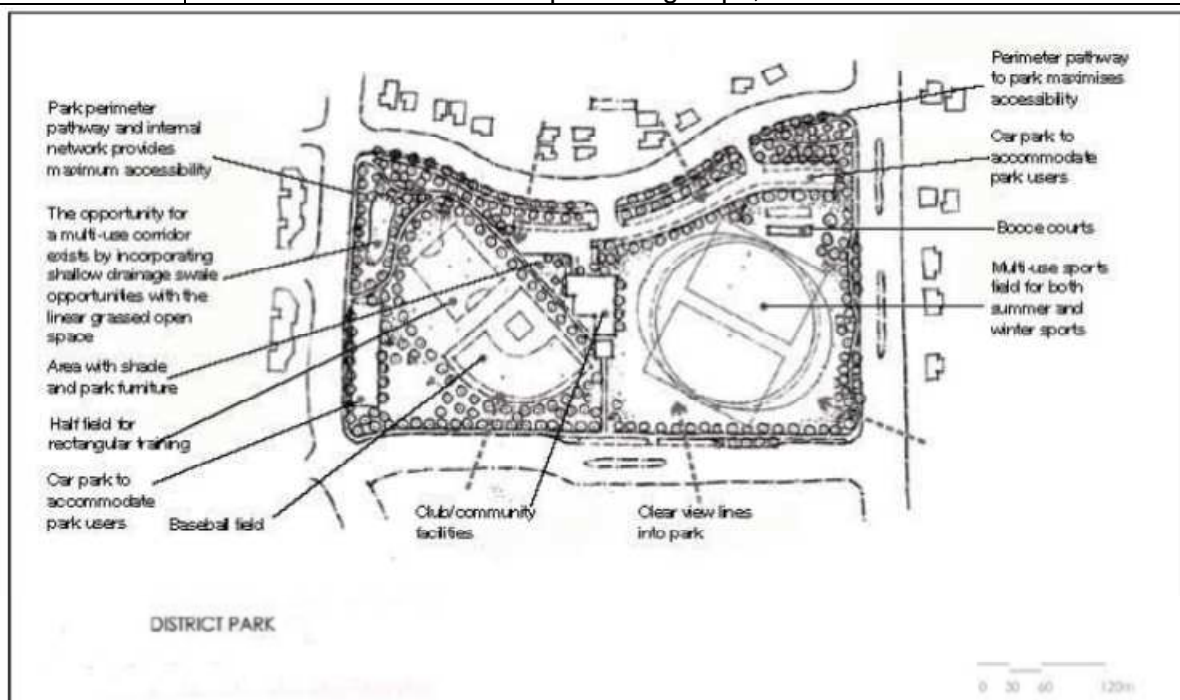 Park perimeter
pathway and internal
network provides
maximum accessibility
The opportunity for
a multi-use corridor
exists by incorporating
shallow drainage swale
opportunities with the
linear grassed open
space
Area with shade
and park furniture
Half field for
rectangular training
Car park to
accommodate
park users
Baseball field
Club/community
facilities
Clear view lines
into park
Perimeter pathway
to park maximises
accessibility
Car park to
accommodate
park users
Bocce courts
Multi-use sports
field for both
summer and
winter sports
DISTRICT PARK
0 30 60 120m